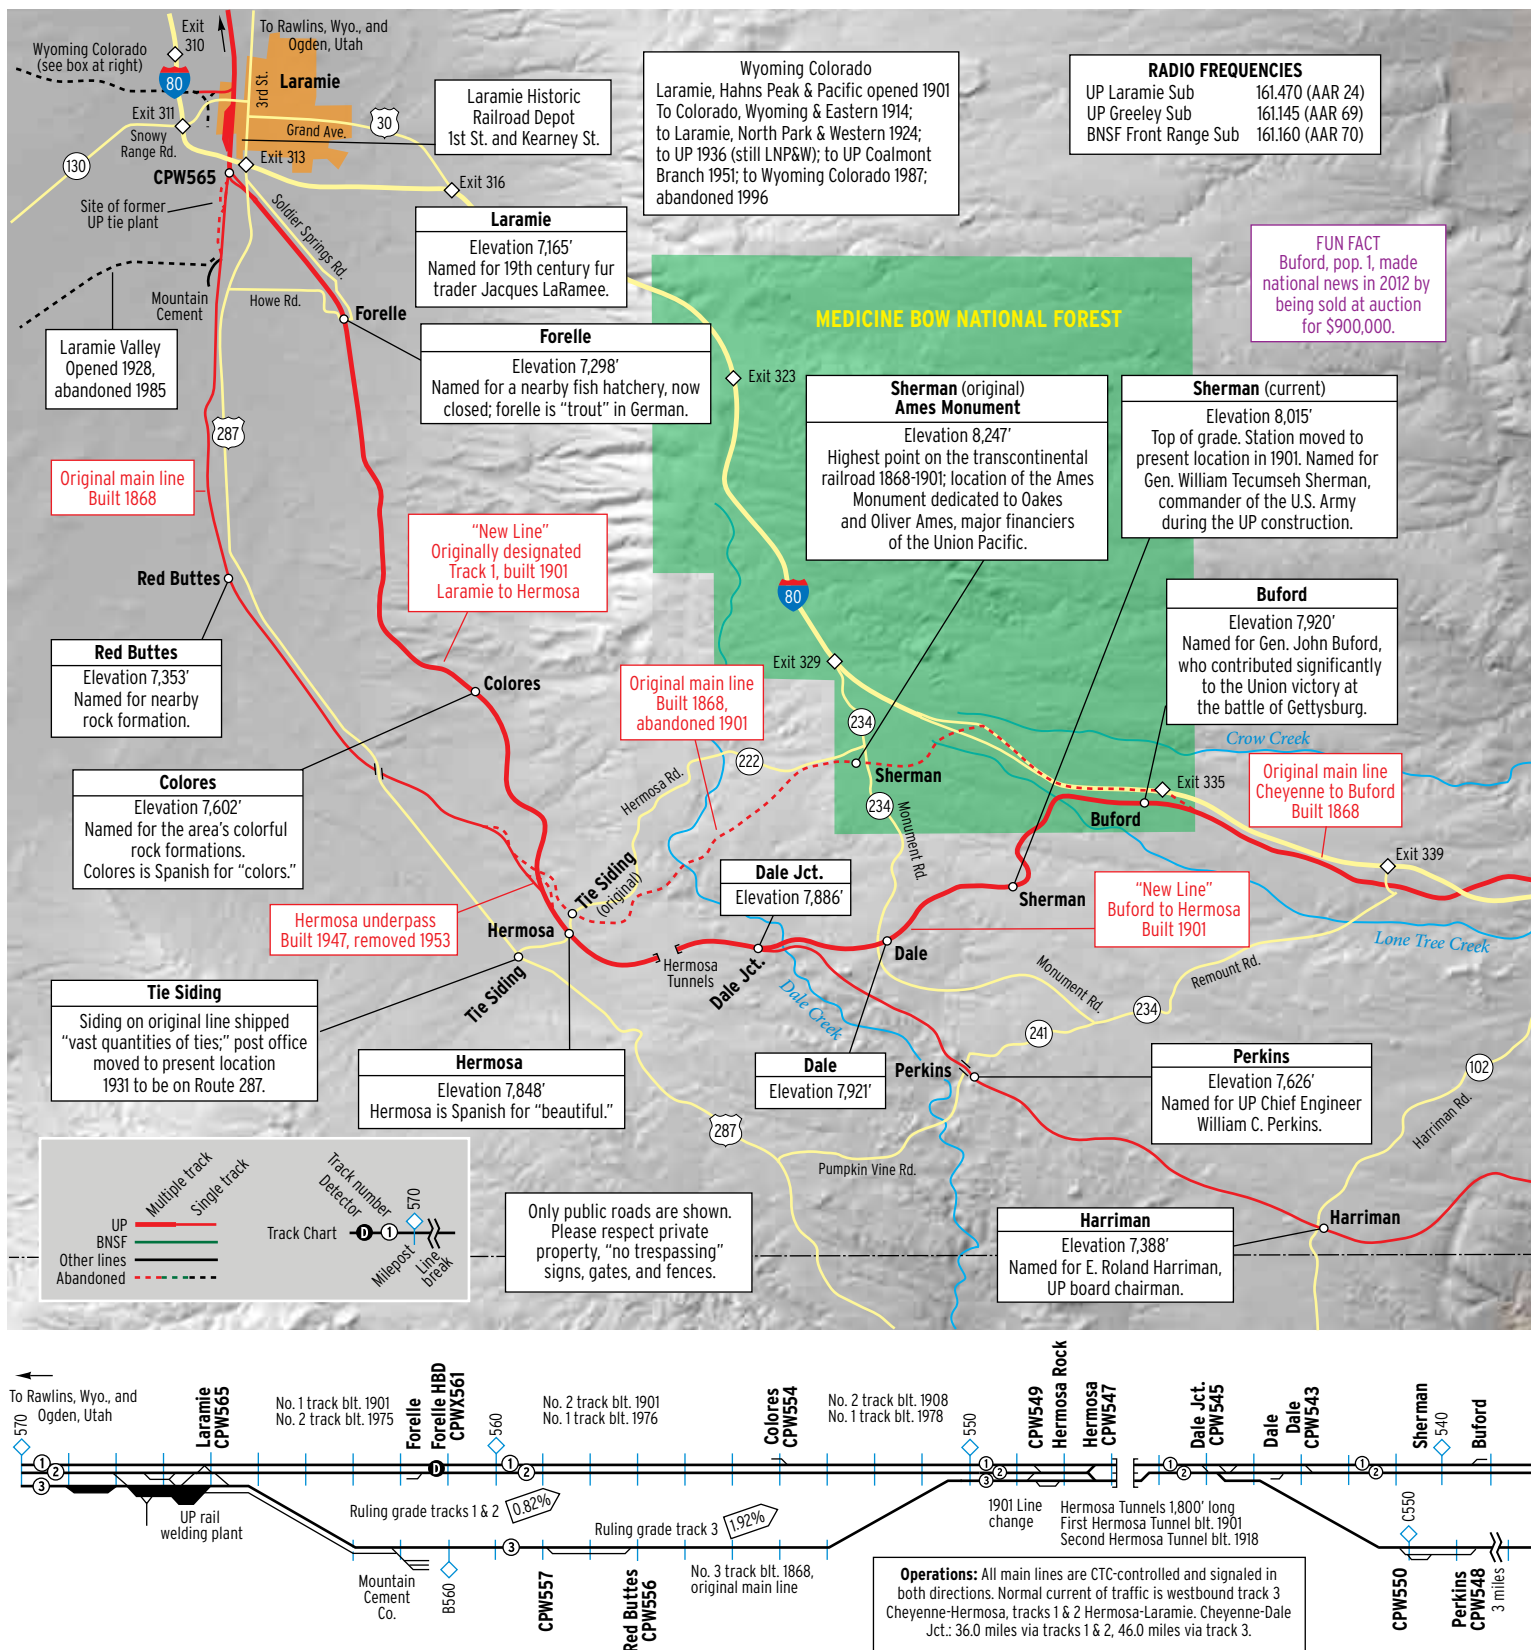 Exit
310
To Rawlins, Wyo., and
Ogden, Utah
Wyoming Colorado
(see box at right)
80
Laramie
3rd St.
Exit 311
Snowy
Range Rd.
Grand Ave.
30
130
Exit 313
CPW565
Exit 316
Site of former
UP tie plant
Soldier Springs Rd.
Mountain
Cement
Howe Rd.
Forelle
Laramie Historic
Railroad Depot
1st St. and Kearney St.
Wyoming Colorado
Laramie, Hahns Peak & Pacific opened 1901
To Colorado, Wyoming & Eastern 1914;
to Laramie, North Park & Western 1924;
to UP 1936 (still LNP&W); to UP Coalmont
Branch 1951; to Wyoming Colorado 1987;
abandoned 1996
RADIO FREQUENCIES
UP Laramie Sub 161.470 (AAR 24)
UP Greeley Sub 161.145 (AAR 69)
BNSF Front Range Sub 161.160 (AAR 70)
Laramie
Elevation 7,165’
Named for 19th century fur
trader Jacques LaRamee.
FUN FACT
Buford, pop. 1, made
national news in 2012 by
being sold at auction
for $900,000.
MEDICINE BOW NATIONAL FOREST
Laramie Valley
Opened 1928,
abandoned 1985
Forelle
Elevation 7,298’
Named for a nearby fish hatchery, now
closed; forelle is “trout” in German.
Exit 323
Sherman (original)
Ames Monument
Elevation 8,247’
Highest point on the transcontinental
railroad 1868-1901; location of the Ames
Monument dedicated to Oakes
and Oliver Ames, major financiers
of the Union Pacific.
Sherman (current)
Elevation 8,015’
Top of grade. Station moved to
present location in 1901. Named for
Gen. William Tecumseh Sherman,
commander of the U.S. Army
during the UP construction.
287
Original main line
Built 1868
“New Line”
Originally designated
Track 1, built 1901
Laramie to Hermosa
Red Buttes
80
Buford
Elevation 7,920’
Named for Gen. John Buford,
who contributed significantly
to the Union victory at
the battle of Gettysburg.
Red Buttes
Elevation 7,353’
Named for nearby
rock formation.
Exit 329
Colores
Original main line
Built 1868,
abandoned 1901
234
Crow Creek
222
Hermosa Rd.
Sherman
Colores
Elevation 7,602’
Named for the area’s colorful
rock formations.
Colores is Spanish for “colors.”
234
Monument Rd.
Exit 335
Buford
Original main line
Cheyenne to Buford
Built 1868
Exit 339
Tie Siding
(original)
Dale Jct.
Elevation 7,886’
Sherman
“New Line”
Buford to Hermosa
Built 1901
Hermosa underpass
Built 1947, removed 1953
Hermosa
Lone Tree Creek
Dale
Hermosa
Tunnels
Dale Jct.
Dale Creek
Monument Rd.
Remount Rd.
Tie Siding
Tie Siding
Siding on original line shipped
“vast quantities of ties;” post office
moved to present location
1931 to be on Route 287.
234
241
Hermosa
Elevation 7,848’
Hermosa is Spanish for “beautiful.”
Dale
Elevation 7,921’
Perkins
Perkins
Elevation 7,626’
Named for UP Chief Engineer
William C. Perkins.
102
Harriman Rd.
287
Pumpkin Vine Rd.
Multiple track
Single track
UP
BNSF
Other lines
Abandoned
Track Chart
Detector
Track number
D
1
570
Milepost
Line
break
Only public roads are shown.
Please respect private
property, “no trespassing”
signs, gates, and fences.
Harriman
Elevation 7,388’
Named for E. Roland Harriman,
UP board chairman.
Harriman
To Rawlins, Wyo., and
Ogden, Utah
570
Laramie
CPW565
No. 1 track blt. 1901
No. 2 track blt. 1975
Forelle
Forelle HBD
CPWX561
560
No. 2 track blt. 1901
No. 1 track blt. 1976
Colores
CPW554
No. 2 track blt. 1908
No. 1 track blt. 1978
550
CPW549
Hermosa Rock
Hermosa
CPW547
Dale Jct.
CPW545
Dale
Dale
CPW543
Sherman
540
Buford
1
2
3
D
1
2
1
2
3
1
2
1
2
UP rail
welding plant
Ruling grade tracks 1 & 2
0.82%
Ruling grade track 3
1.92%
3
1901 Line
change
Hermosa Tunnels 1,800’ long
First Hermosa Tunnel blt. 1901
Second Hermosa Tunnel blt. 1918
C550
Mountain
Cement
Co.
B560
CPW557
Red Buttes
CPW556
No. 3 track blt. 1868,
original main line
Operations: All main lines are CTC-controlled and signaled in
both directions. Normal current of traffic is westbound track 3
Cheyenne-Hermosa, tracks 1 & 2 Hermosa-Laramie. Cheyenne-Dale
Jct.: 36.0 miles via tracks 1 & 2, 46.0 miles via track 3.
CPW550
Perkins
CPW548
3 miles